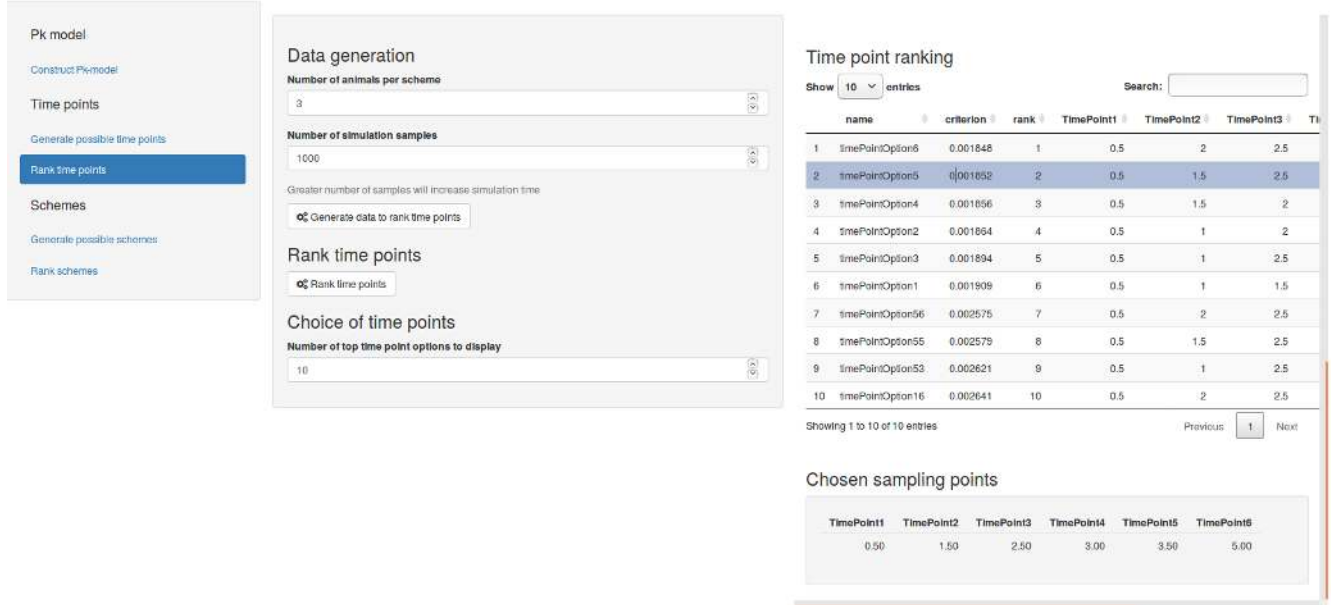 Pk model
Construct Pk-model
Time points
Generate possible time points
Rank time points
Schemes
Generate possible schemes
Rank schemes
Data generation
Number of animals per scheme
3
Number of simulation samples
1000
Greater number of samples will increase simulation time
Generate data to rank time points
Rank time points
Rank time points
Choice of time points
Number of top time point options to display
10
Time point ranking
Show 10 entries Search:
name criterion rank TimePoint1 TimePoint2 TimePoint3 Ti
1 timePointOption6 0.001848 1 0.5 2 2.5
2 timePointOption5 0.001852 2 0.5 1.5 2.5
3 timePointOption4 0.001856 3 0.5 1.5 2
4 timePointOption2 0.001864 4 0.5 1 2
5 timePointOption3 0.001894 5 0.5 1 2.5
6 timePointOption1 0.001909 6 0.5 1 1.5
7 timePointOption56 0.002575 7 0.5 2 2.5
8 timePointOption55 0.002579 8 0.5 1.5 2.5
9 timePointOption53 0.002621 9 0.5 1 2.5
10 timePointOption16 0.002641 10 0.5 2 2.5
Showing 1 to 10 of 10 entries Previous 1 Next
Chosen sampling points
TimePoint1 TimePoint2 TimePoint3 TimePoint4 TimePoint5 TimePoint6
0.50 1.50 2.50 3.00 3.50 5.00